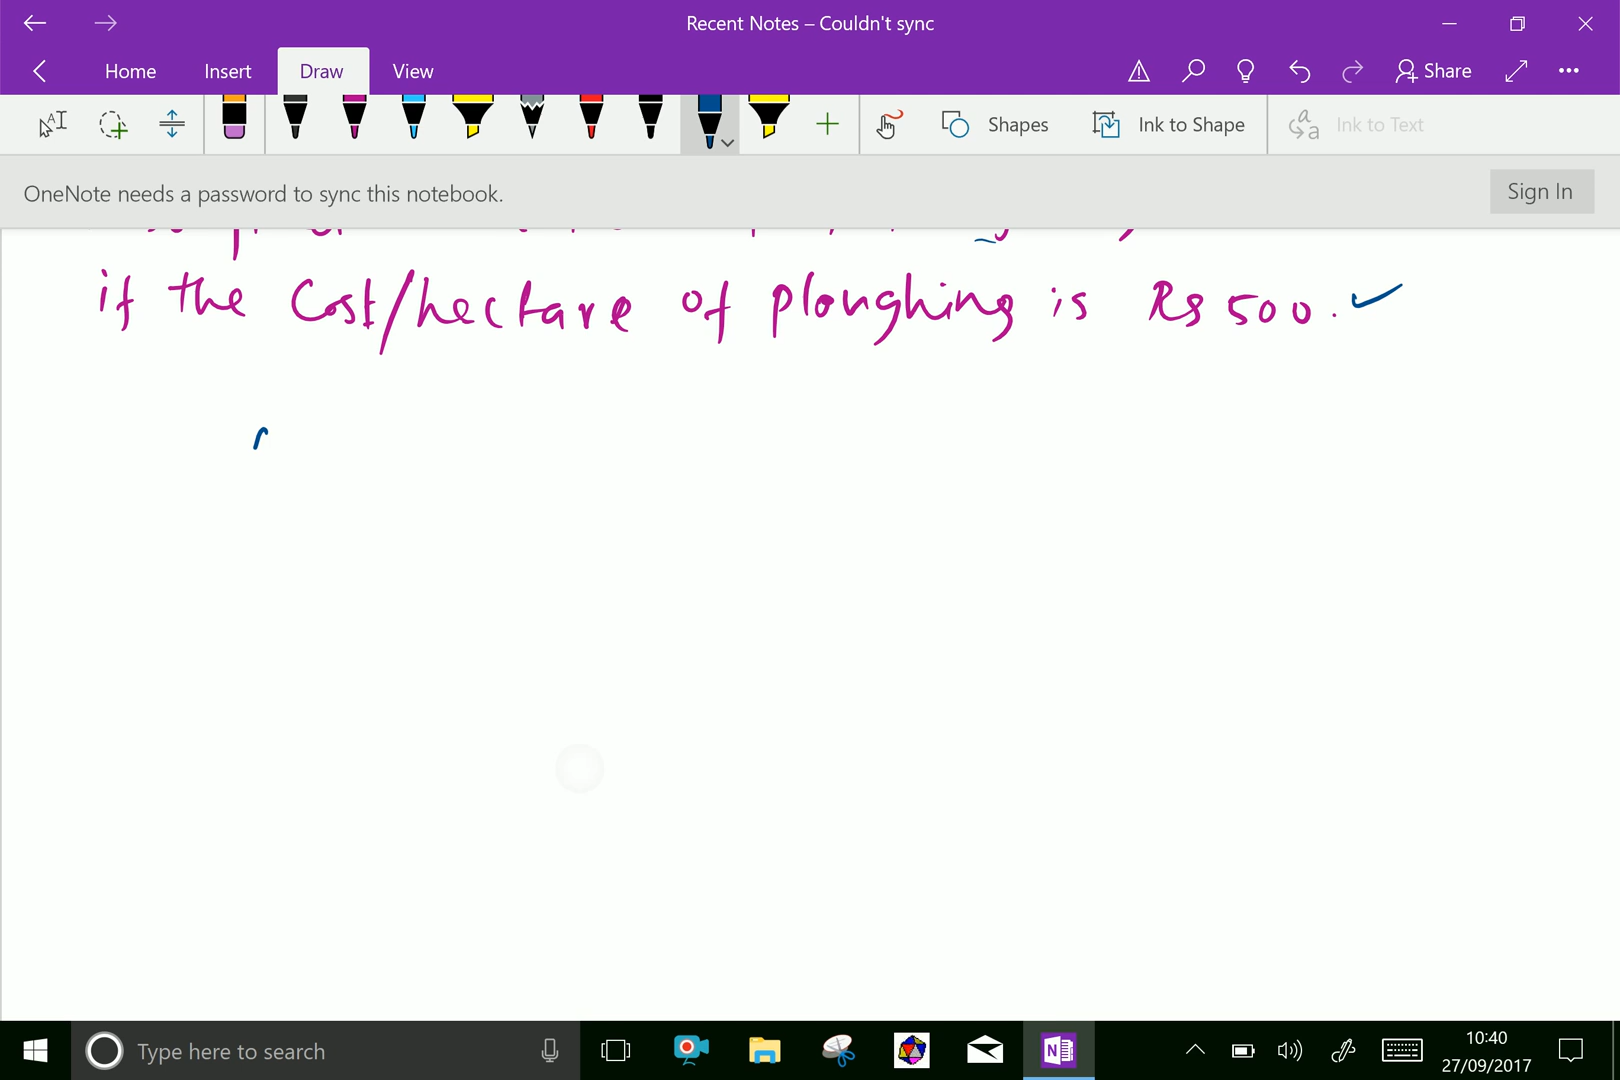 Recent Notes – Couldn't sync
Home Insert Draw View Share
Shapes Ink to Shape Ink to Text
OneNote needs a password to sync this notebook. Sign In
if the Cost/hectare of ploughing is Rs 500.
Type here to search
10:40
27/09/2017